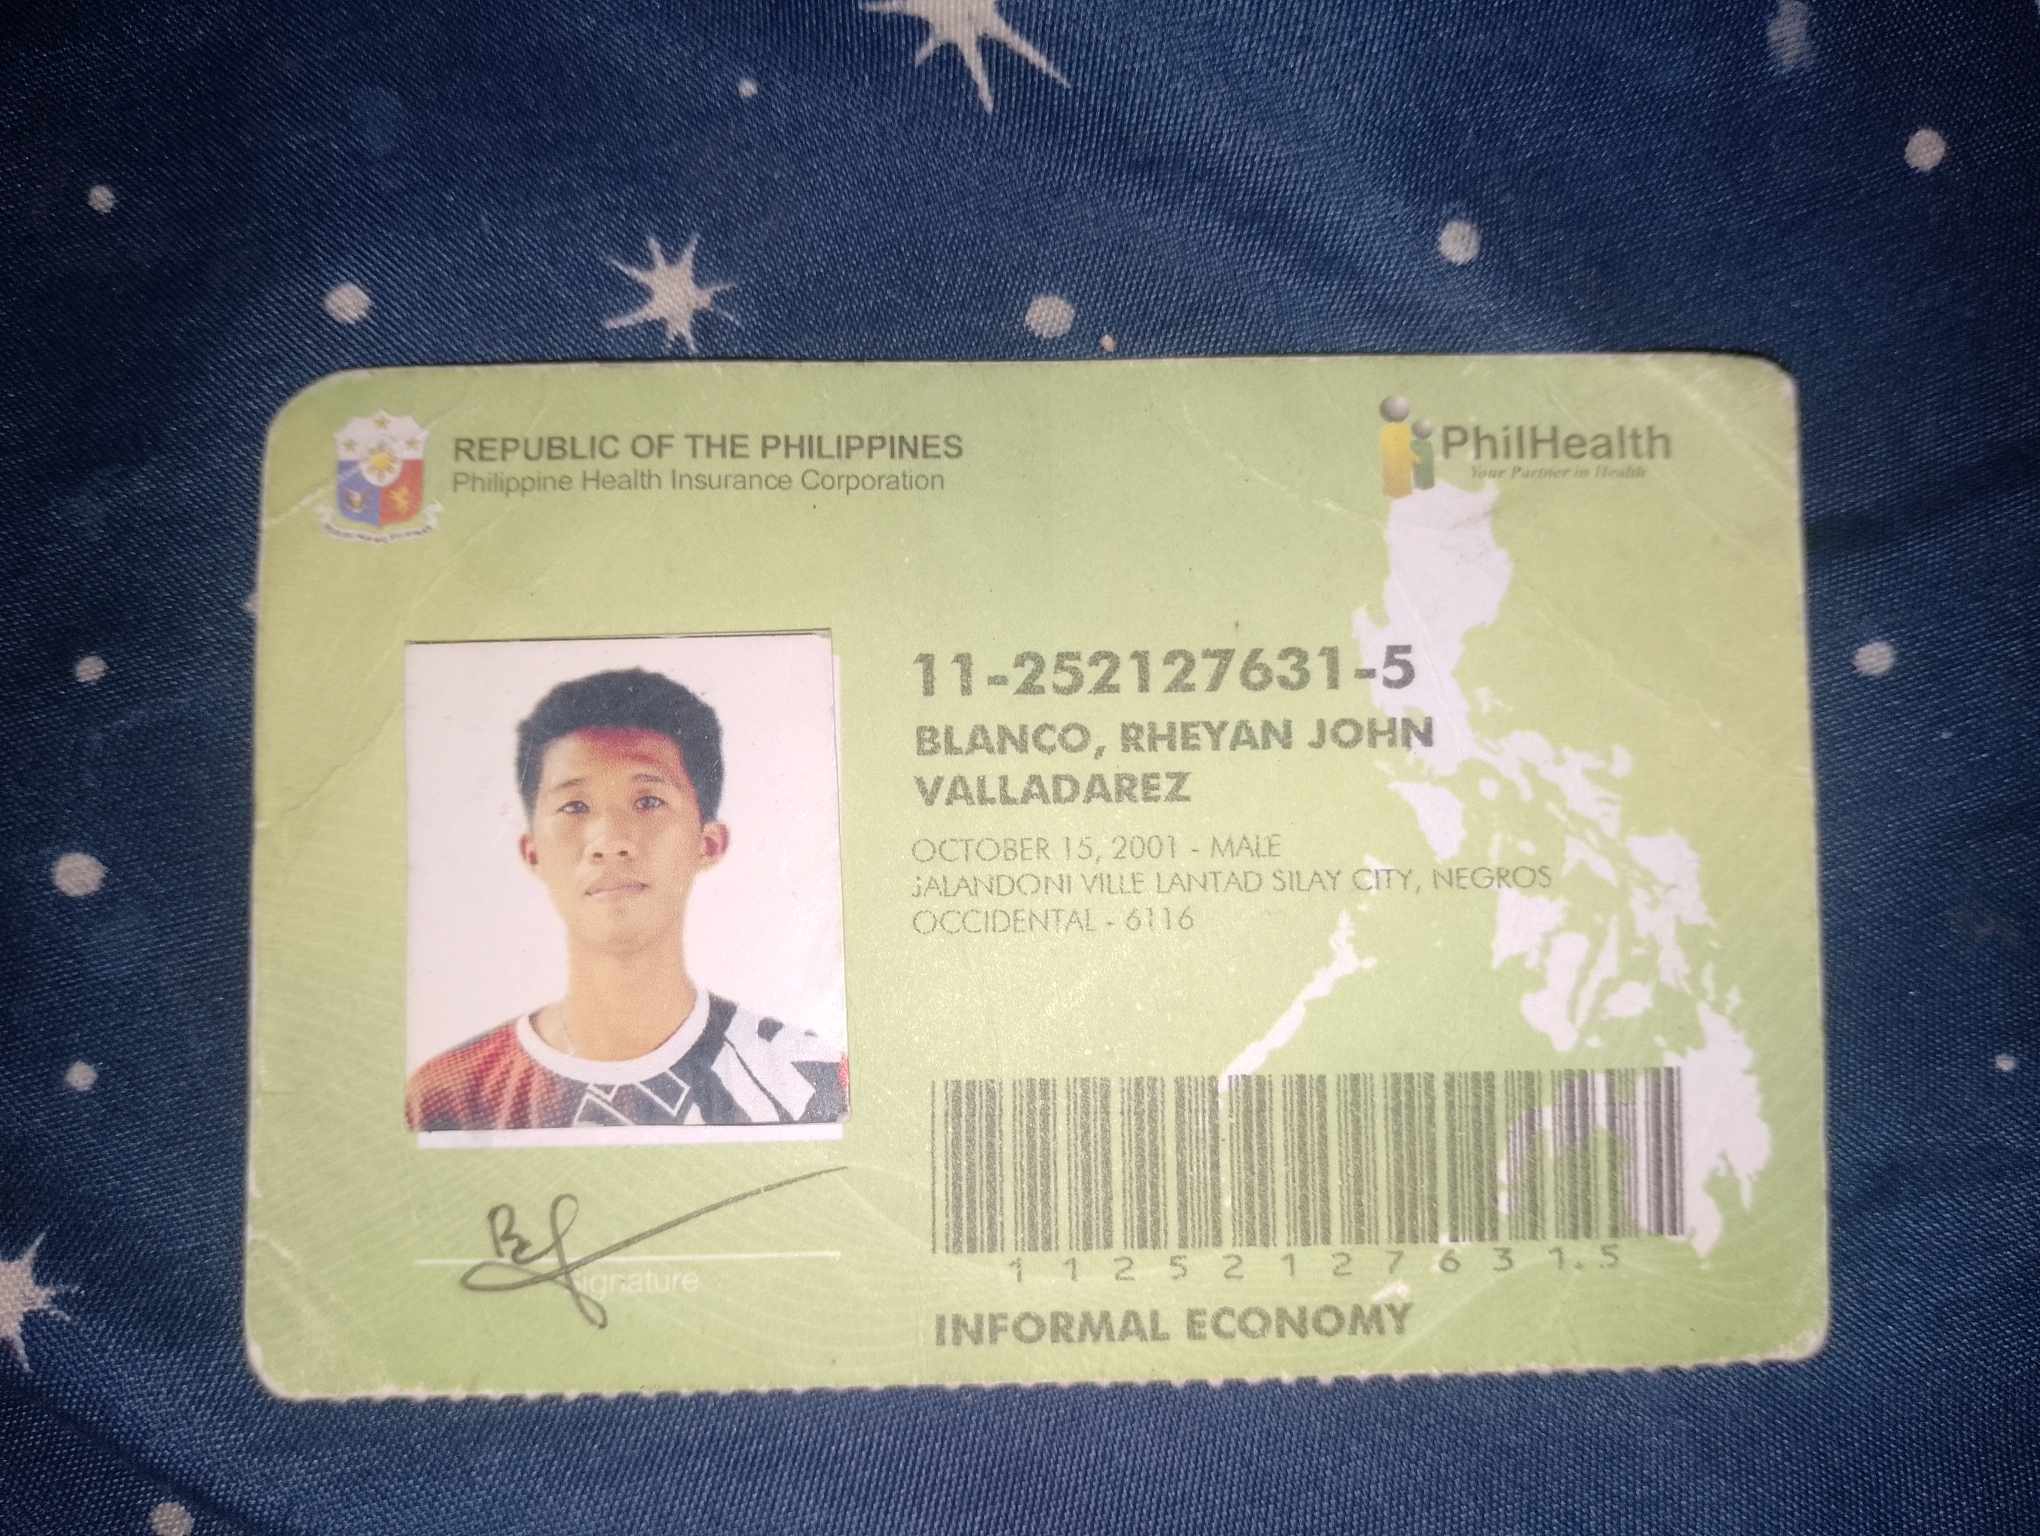 REPUBLIC OF THE PHILIPPINES
Philippine Health Insurance Corporation
PhilHealth
Your Partner in Health
11-252127631-5
BLANCO, RHEYAN JOHN
VALLADAREZ
OCTOBER 15, 2001 - MALE
JALANDONI VILLE LANTAD SILAY CITY, NEGROS
OCCIDENTAL - 6116
Signature
1 1 2 5 2 1 2 7 6 3 1. 5
INFORMAL ECONOMY